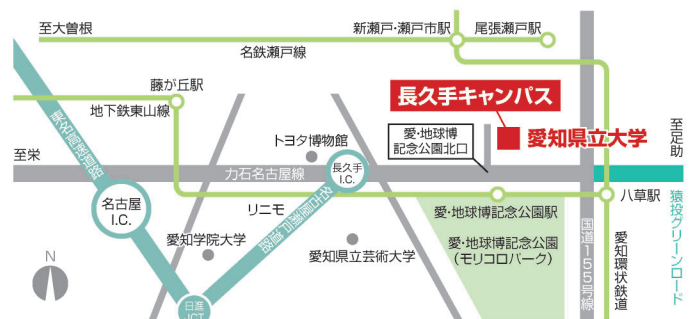 至大曽根
新瀬戸・瀬戸市駅
尾張瀬戸駅
名鉄瀬戸線
藤が丘駅
地下鉄東山線
長久手キャンパス
愛知県立大学
愛・地球博
記念公園北口
トヨタ博物館
東名高速道路
至栄
力石名古屋線
長久手
I.C.
至足助
名古屋
I.C.
リニモ
名古屋瀬戸道路
愛・地球博記念公園駅
八草駅
猿投グリーンロード
愛知学院大学
愛知県立芸術大学
愛・地球博記念公園
（モリコロパーク）
国道155号線
愛知環状鉄道
N
日進
JCT